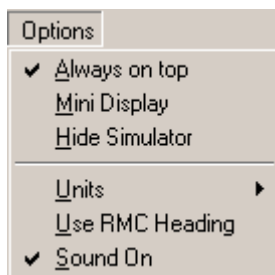 Options
Always on top
Mini Display
Hide Simulator
Units
Use RMC Heading
Sound On